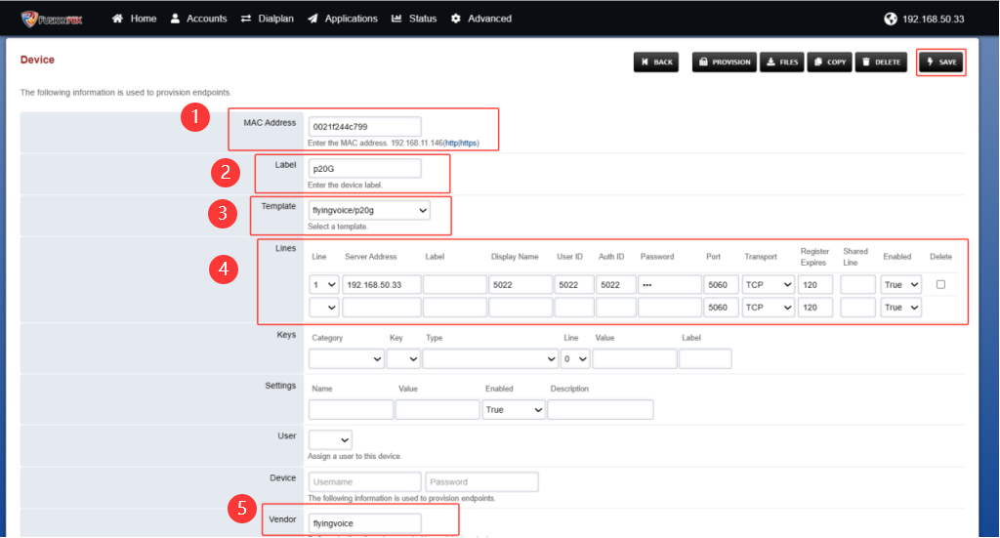 FUSIONPBX Home Accounts Dialplan Applications Status Advanced 192.168.50.33
Device BACK PROVISION FILES COPY DELETE SAVE
The following information is used to provision endpoints.
1 MAC Address 0021f244c799
Enter the MAC address. 192.168.11.146(http|https)
2 Label p20G
Enter the device label.
3 Template flyingvoice/p20g
Select a template.
4 Lines Line Server Address Label Display Name User ID Auth ID Password Port Transport Register Expires Shared Line Enabled Delete
1 192.168.50.33 5022 5022 5022 ••• 5060 TCP 120 True
5060 TCP 120 True
Keys Category Key Type Line Value Label
0
Settings Name Value Enabled Description
True
User
Assign a user to this device.
Device Username Password
The following information is used to provision endpoints.
5 Vendor flyingvoice